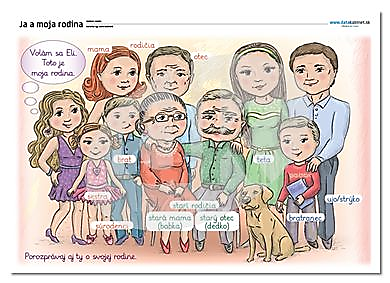 Ja a moja rodina
www.datakabinet.sk
Volám sa Eli.
Toto je
moja rodina.
mama
rodičia
otec
brat
teta
sestra
súrodenci
starí rodičia
stará mama
(babka)
starý otec
(dedko)
ujo/strýko
bratranec
Porozprávaj aj ty o svojej rodine.